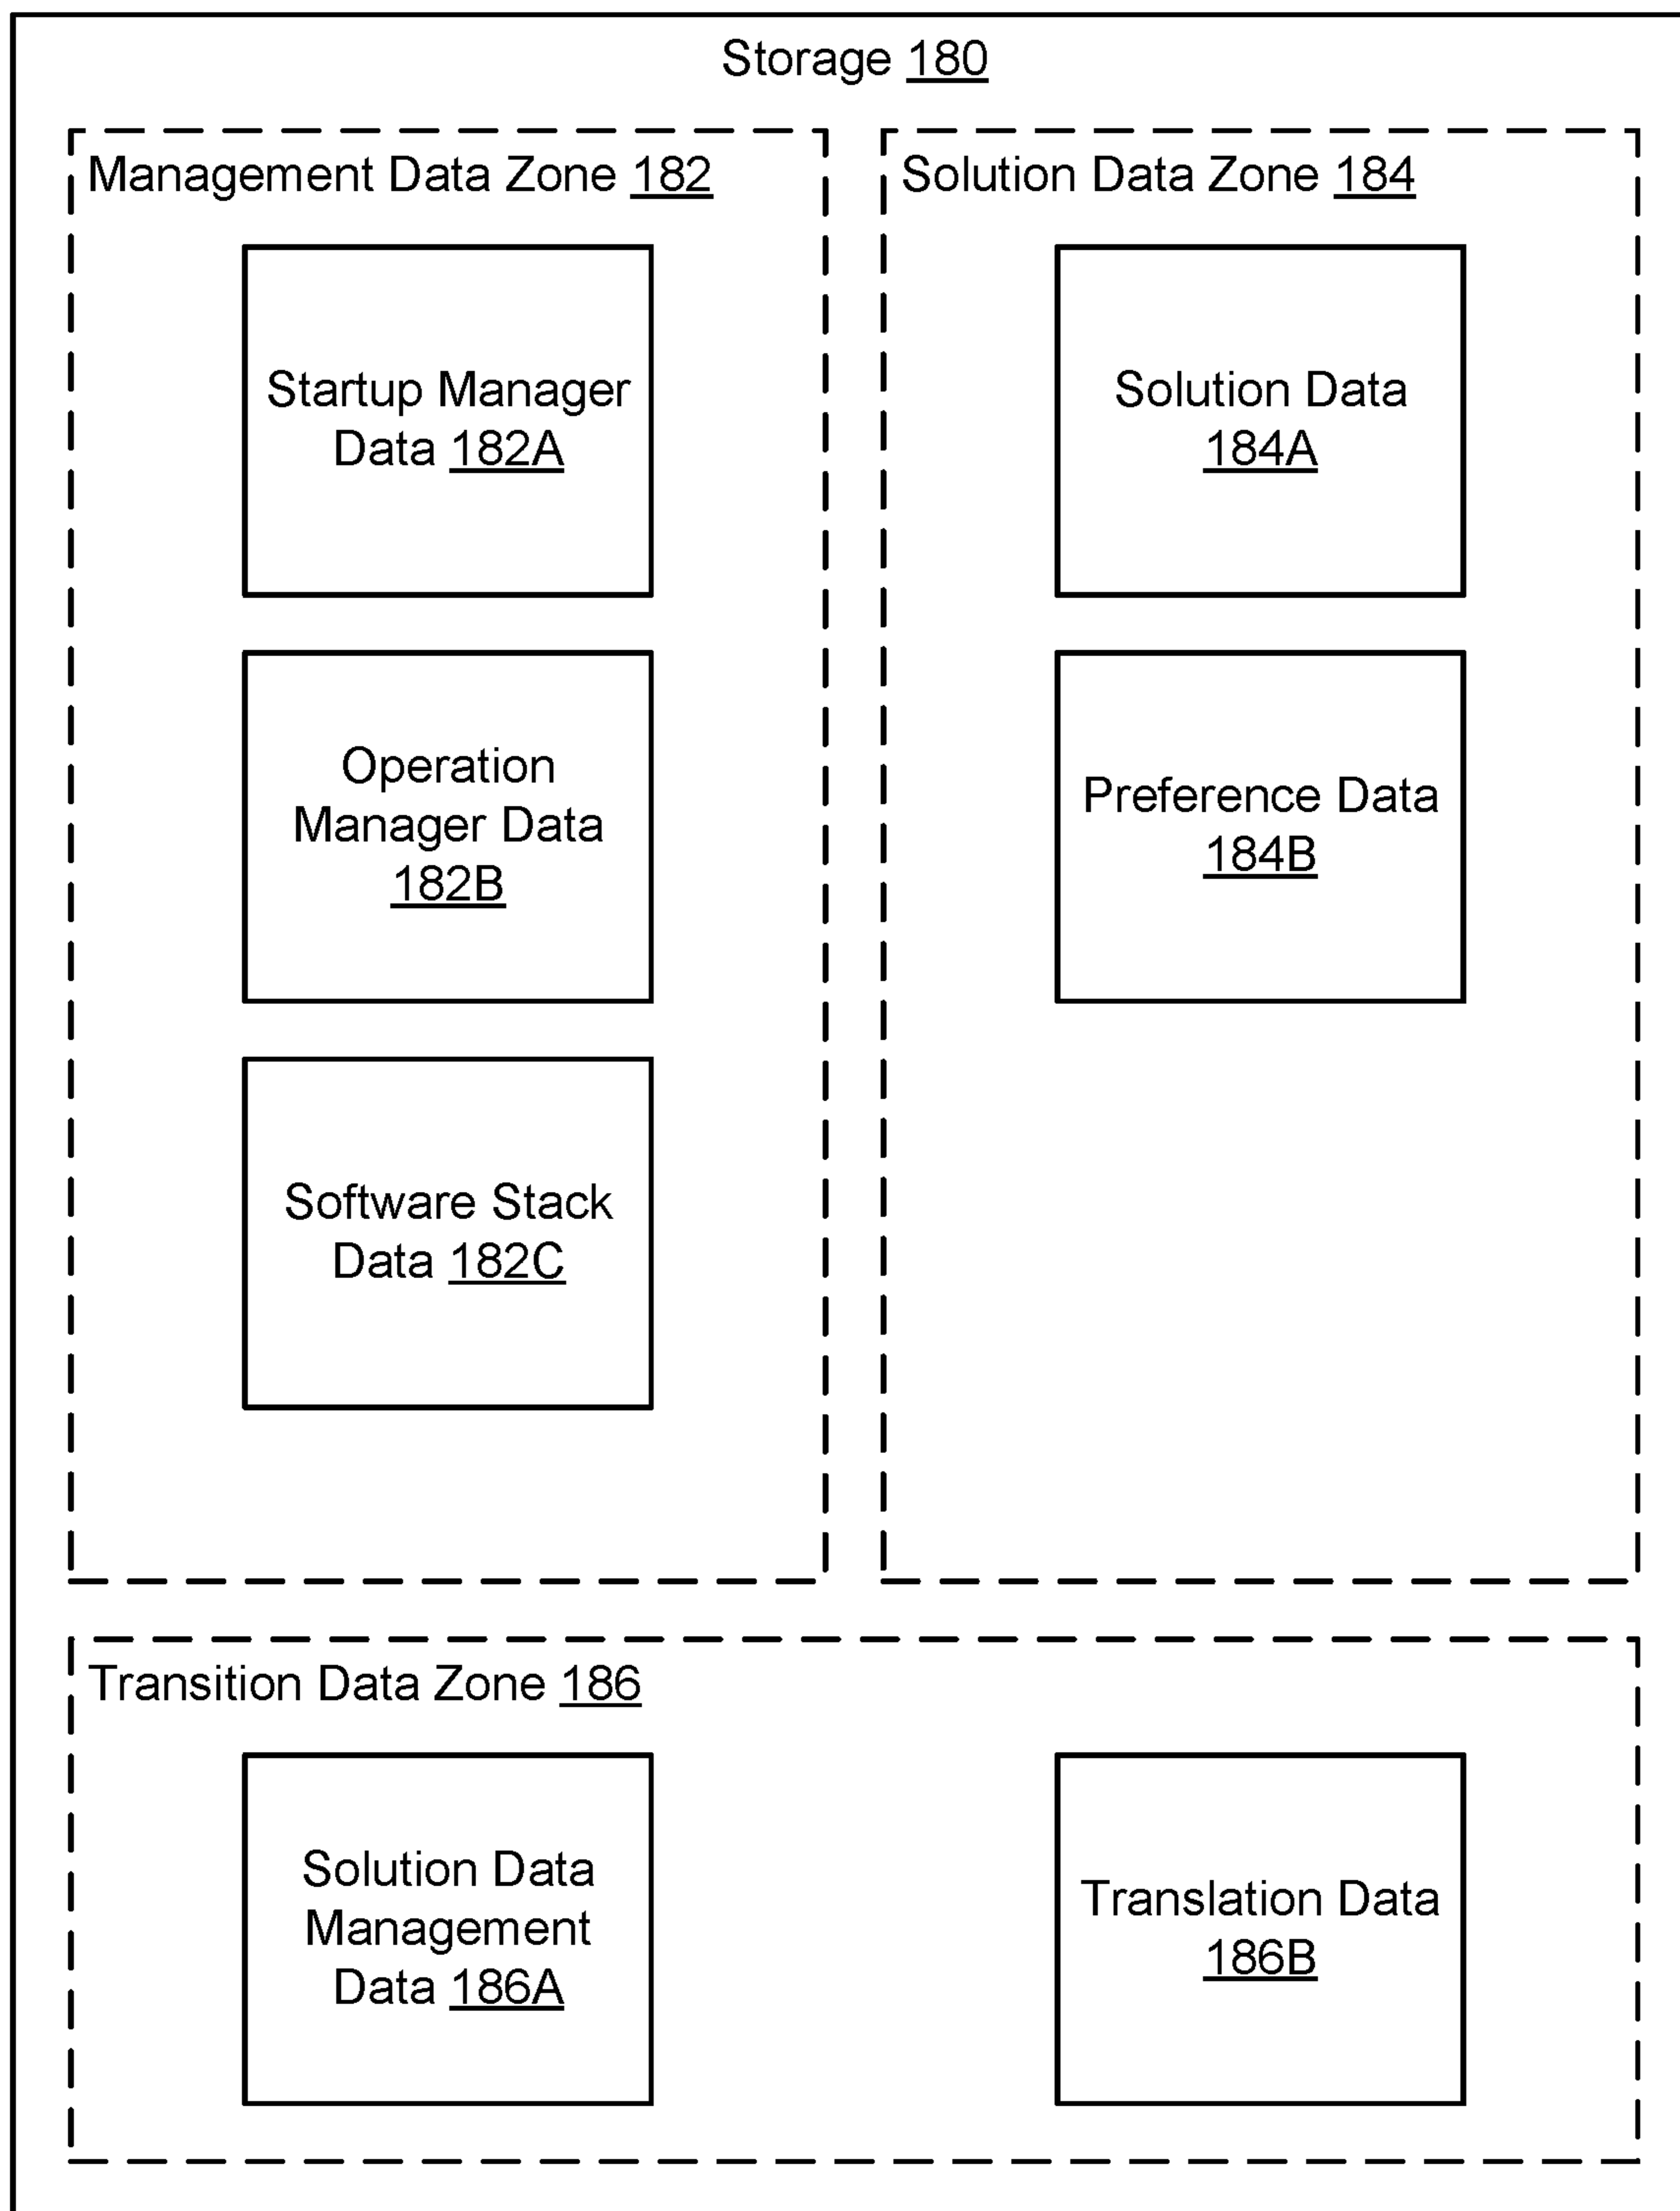 Storage 180
Management Data Zone 182
Startup Manager
Data 182A
Operation
Manager Data
182B
Software Stack
Data 182C
Solution Data Zone 184
Solution Data
184A
Preference Data
184B
Transition Data Zone 186
Solution Data
Management
Data 186A
Translation Data
186B